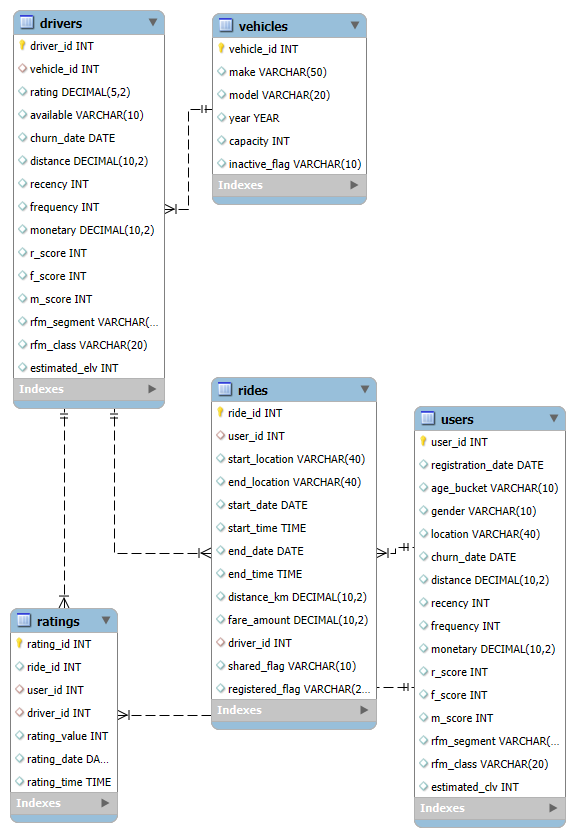 drivers
driver_id INT
vehicle_id INT
rating DECIMAL(5,2)
available VARCHAR(10)
churn_date DATE
distance DECIMAL(10,2)
recency INT
frequency INT
monetary DECIMAL(10,2)
r_score INT
f_score INT
m_score INT
rfm_segment VARCHAR(...
rfm_class VARCHAR(20)
estimated_elv INT
Indexes
vehicles
vehicle_id INT
make VARCHAR(50)
model VARCHAR(20)
year YEAR
capacity INT
inactive_flag VARCHAR(10)
Indexes
rides
ride_id INT
user_id INT
start_location VARCHAR(40)
end_location VARCHAR(40)
start_date DATE
start_time TIME
end_date DATE
end_time TIME
distance_km DECIMAL(10,2)
fare_amount DECIMAL(10,2)
driver_id INT
shared_flag VARCHAR(10)
registered_flag VARCHAR(2...
Indexes
users
user_id INT
registration_date DATE
age_bucket VARCHAR(10)
gender VARCHAR(10)
location VARCHAR(40)
churn_date DATE
distance DECIMAL(10,2)
recency INT
frequency INT
monetary DECIMAL(10,2)
r_score INT
f_score INT
m_score INT
rfm_segment VARCHAR(...
rfm_class VARCHAR(20)
estimated_clv INT
Indexes
ratings
rating_id INT
ride_id INT
user_id INT
driver_id INT
rating_value INT
rating_date DA...
rating_time TIME
Indexes